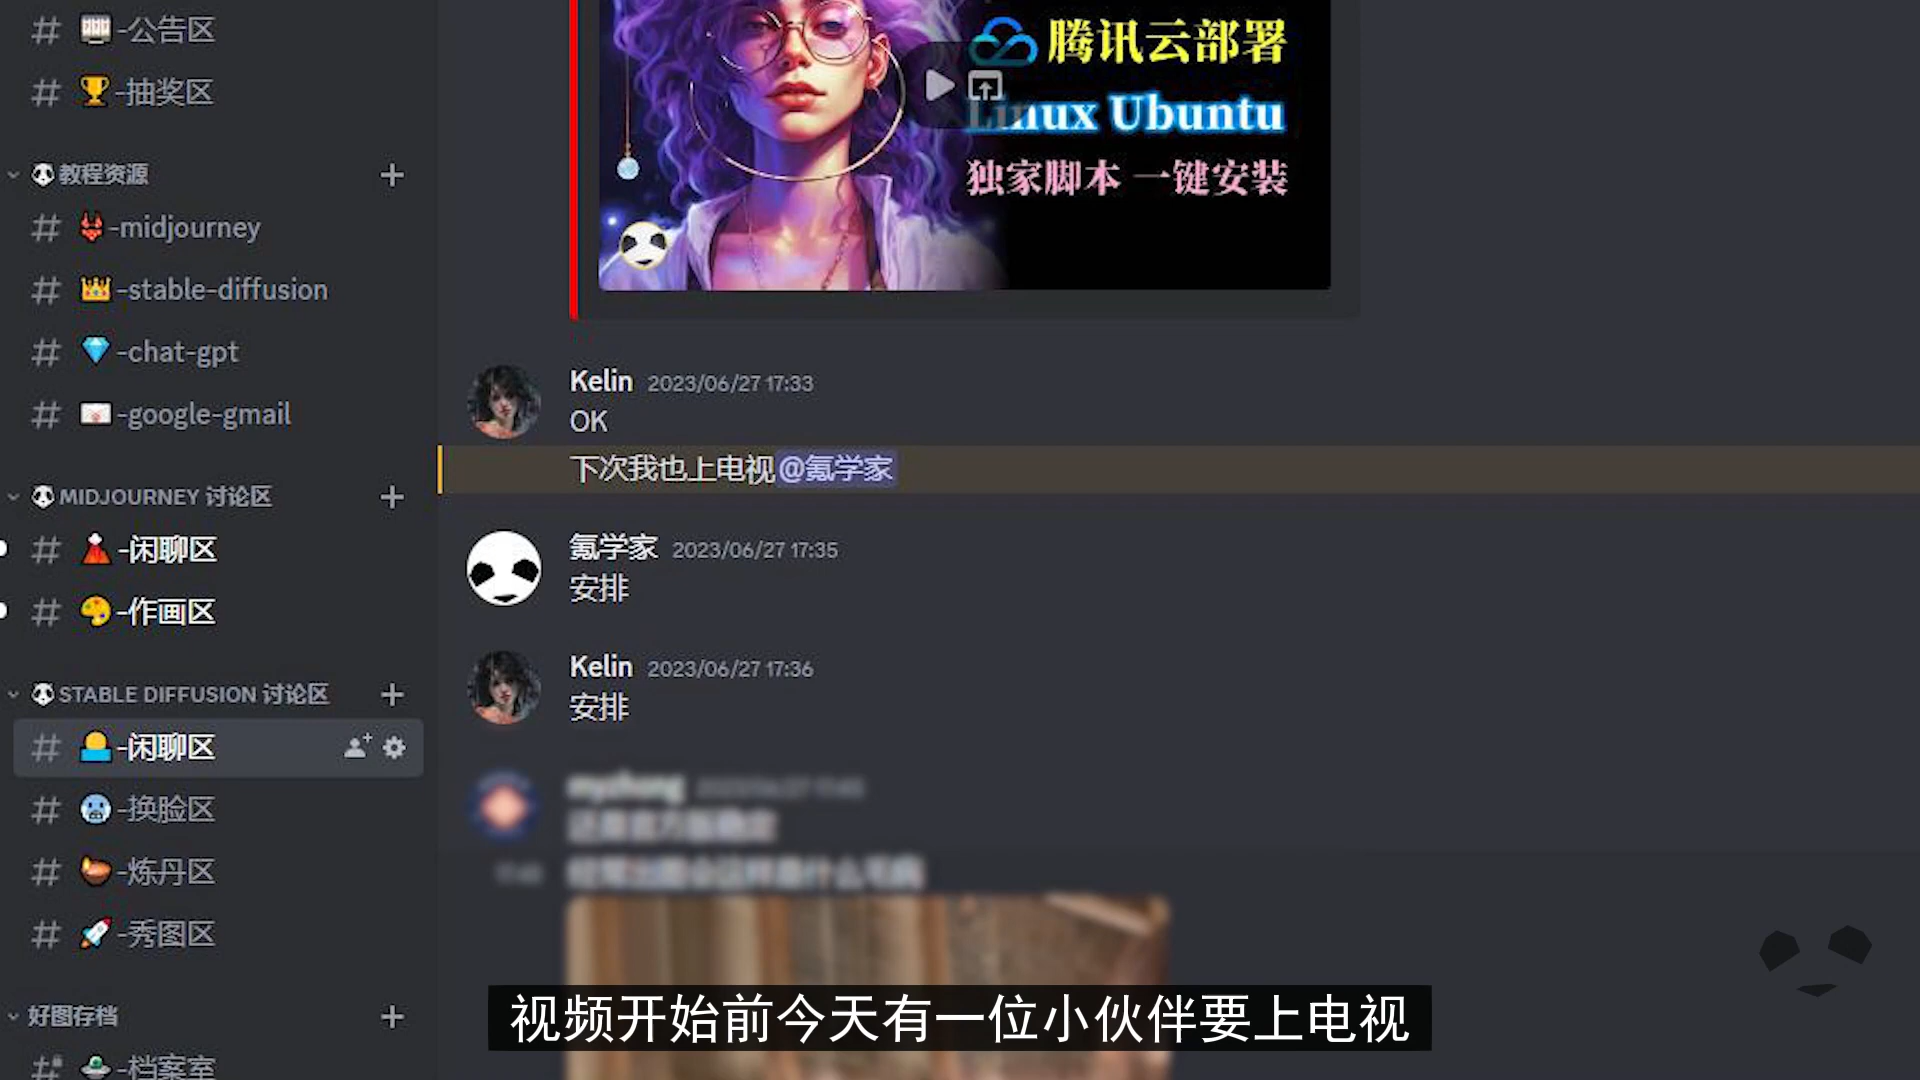 -公告区
-抽奖区
教程资源
-midjourney
-stable-diffusion
-chat-gpt
-google-gmail
MIDJOURNEY 讨论区
-闲聊区
-作画区
STABLE DIFFUSION 讨论区
-闲聊区
-换脸区
-炼丹区
-秀图区
好图存档
-档案室
腾讯云部署
Linux Ubuntu
独家脚本 一键安装
Kelin 2023/06/27 17:33
OK
下次我也上电视@氪学家
氪学家 2023/06/27 17:35
安排
Kelin 2023/06/27 17:36
安排
视频开始前今天有一位小伙伴要上电视